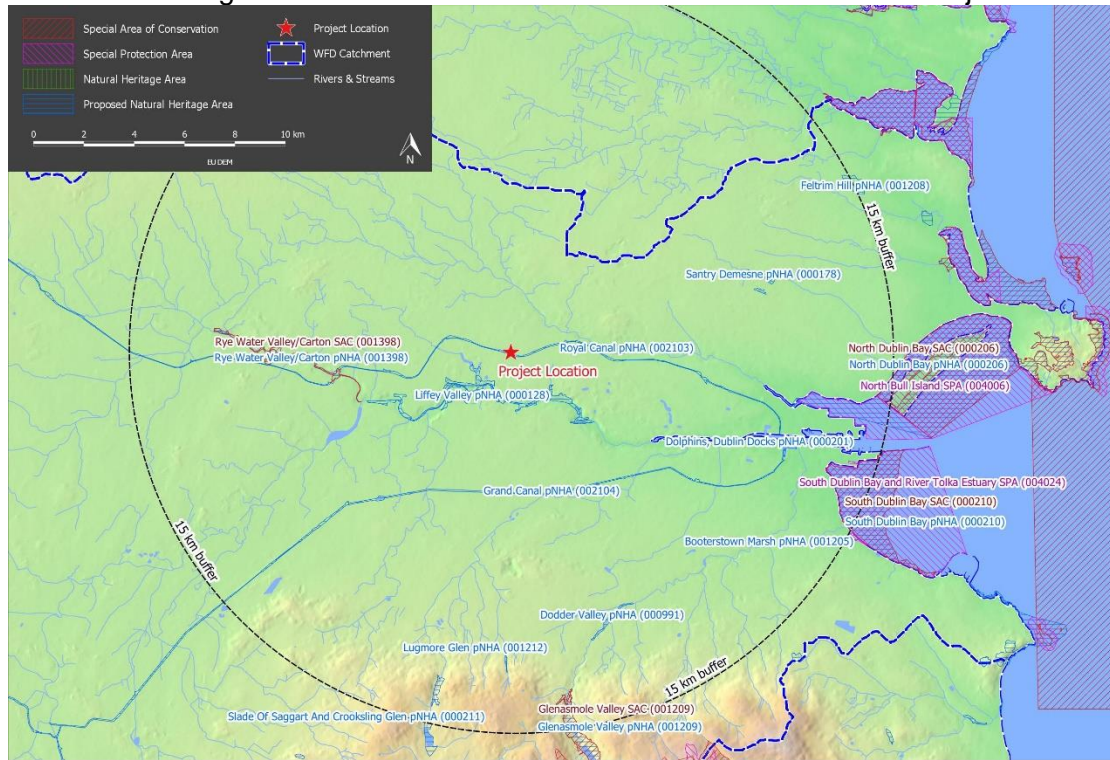 Special Area of Conservation
Project Location
Special Protection Area
WFD Catchment
Natural Heritage Area
Rivers & Streams
Proposed Natural Heritage Area
0 2 4 6 8 10 km
EU DEM
N
Feltrim Hill pNHA (001208)
15 km buffer
Santry Demesne pNHA (000178)
Rye Water Valley/Carton SAC (001398)
Rye Water Valley/Carton pNHA (001398)
Royal Canal pNHA (002103)
North Dublin Bay SAC (000206)
North Dublin Bay pNHA (000206)
North Bull Island SPA (004006)
Project Location
Liffey Valley pNHA (000128)
Dolphins, Dublin Docks pNHA (000201)
Grand Canal pNHA (002104)
South Dublin Bay and River Tolka Estuary SPA (004024)
South Dublin Bay SAC (000210)
South Dublin Bay pNHA (000210)
15 km buffer
Booterstown Marsh pNHA (001205)
Dodder Valley pNHA (000991)
Lugmore Glen pNHA (001212)
15 km buffer
Slade Of Saggart And Crooksling Glen pNHA (000211)
Glenasmole Valley SAC (001209)
Glenasmole Valley pNHA (001209)